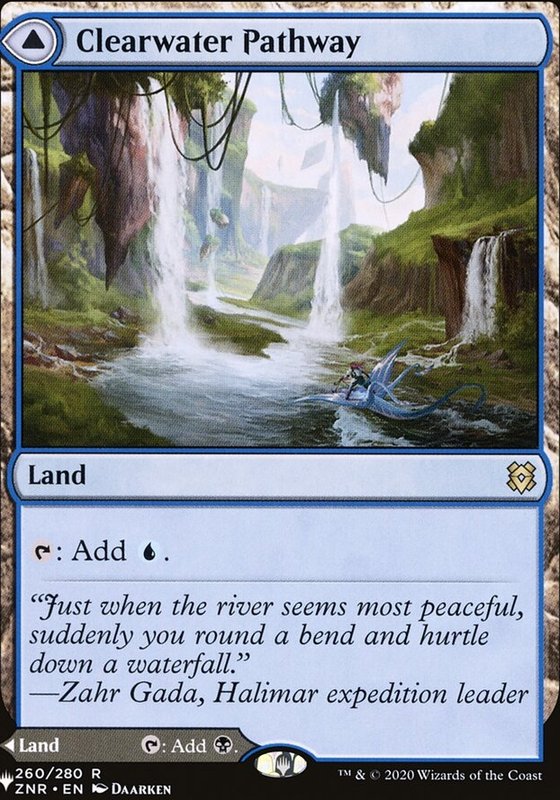 Clearwater Pathway
Land
: Add .
“Just when the river seems most peaceful,
suddenly you round a bend and hurtle
down a waterfall.”
—Zahr Gada, Halimar expedition leader
Land : Add .
260/280 R
ZNR • EN Daarken
™ & © 2020 Wizards of the Coast